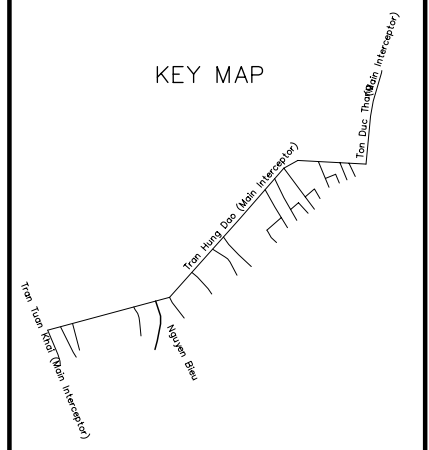 KEY MAP
Ton Duc Thang (Main Interceptor)
Tran Hung Dao (Main Interceptor)
Tran Tuan Khai (Main Interceptor)
Nguyen Bieu